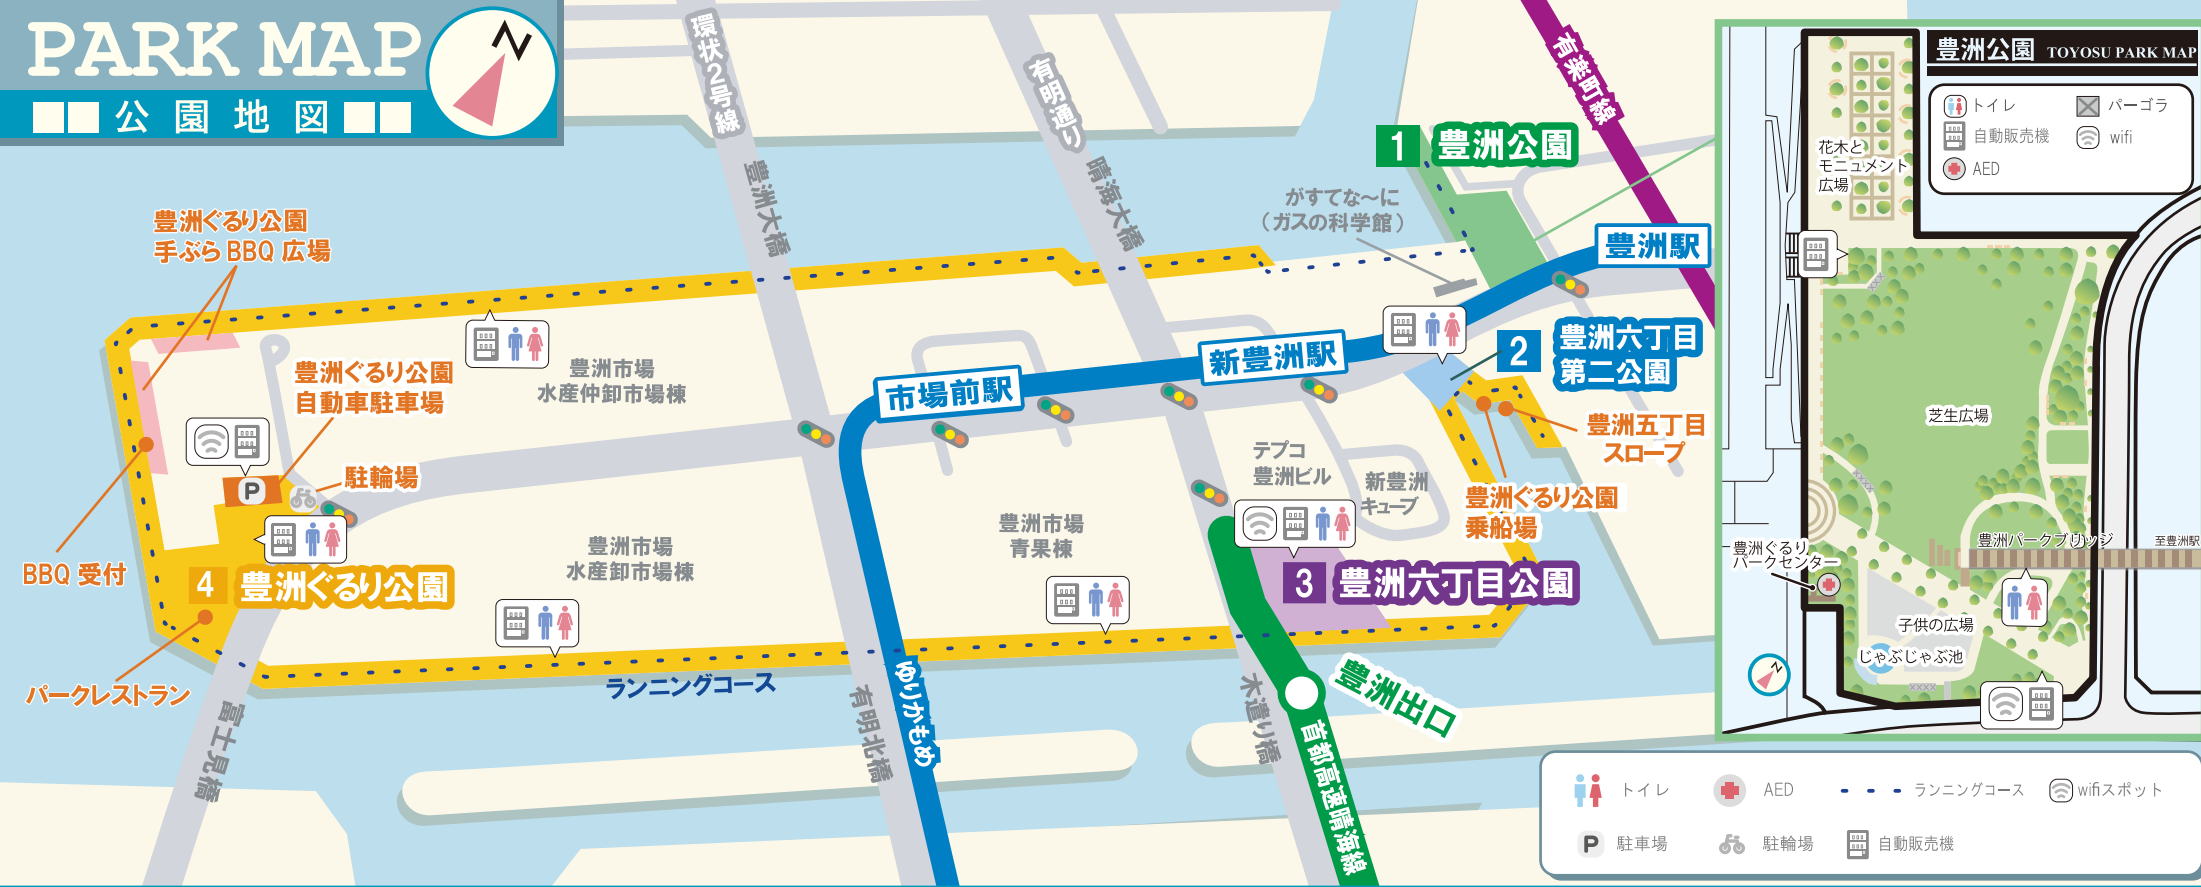 PARK MAP
公園地図
N
環状2号線
有明通り
有楽町線
豊洲大橋
晴海大橋
1 豊洲公園
がすてな〜に
（ガスの科学館）
豊洲駅
豊洲ぐるり公園
手ぶらBBQ 広場
豊洲ぐるり公園
自動車駐車場
駐輪場
P
豊洲市場
水産仲卸市場棟
市場前駅
新豊洲駅
2 豊洲六丁目
第二公園
豊洲五丁目
スロープ
豊洲ぐるり公園
乗船場
テプコ
豊洲ビル
新豊洲
キューブ
豊洲市場
青果棟
豊洲市場
水産卸市場棟
BBQ 受付
4 豊洲ぐるり公園
3 豊洲六丁目公園
パークレストラン
ランニングコース
富士見橋
有明北橋
ゆりかもめ
木遣り橋
豊洲出口
首都高速晴海線
豊洲公園 TOYOSU PARK MAP
トイレ
パーゴラ
自動販売機
wifi
AED
花木と
モニュメント
広場
芝生広場
豊洲パークブリッジ
至豊洲駅
豊洲ぐるり
パークセンター
子供の広場
じゃぶじゃぶ池
N
トイレ
AED
ランニングコース
wifiスポット
P 駐車場
駐輪場
自動販売機